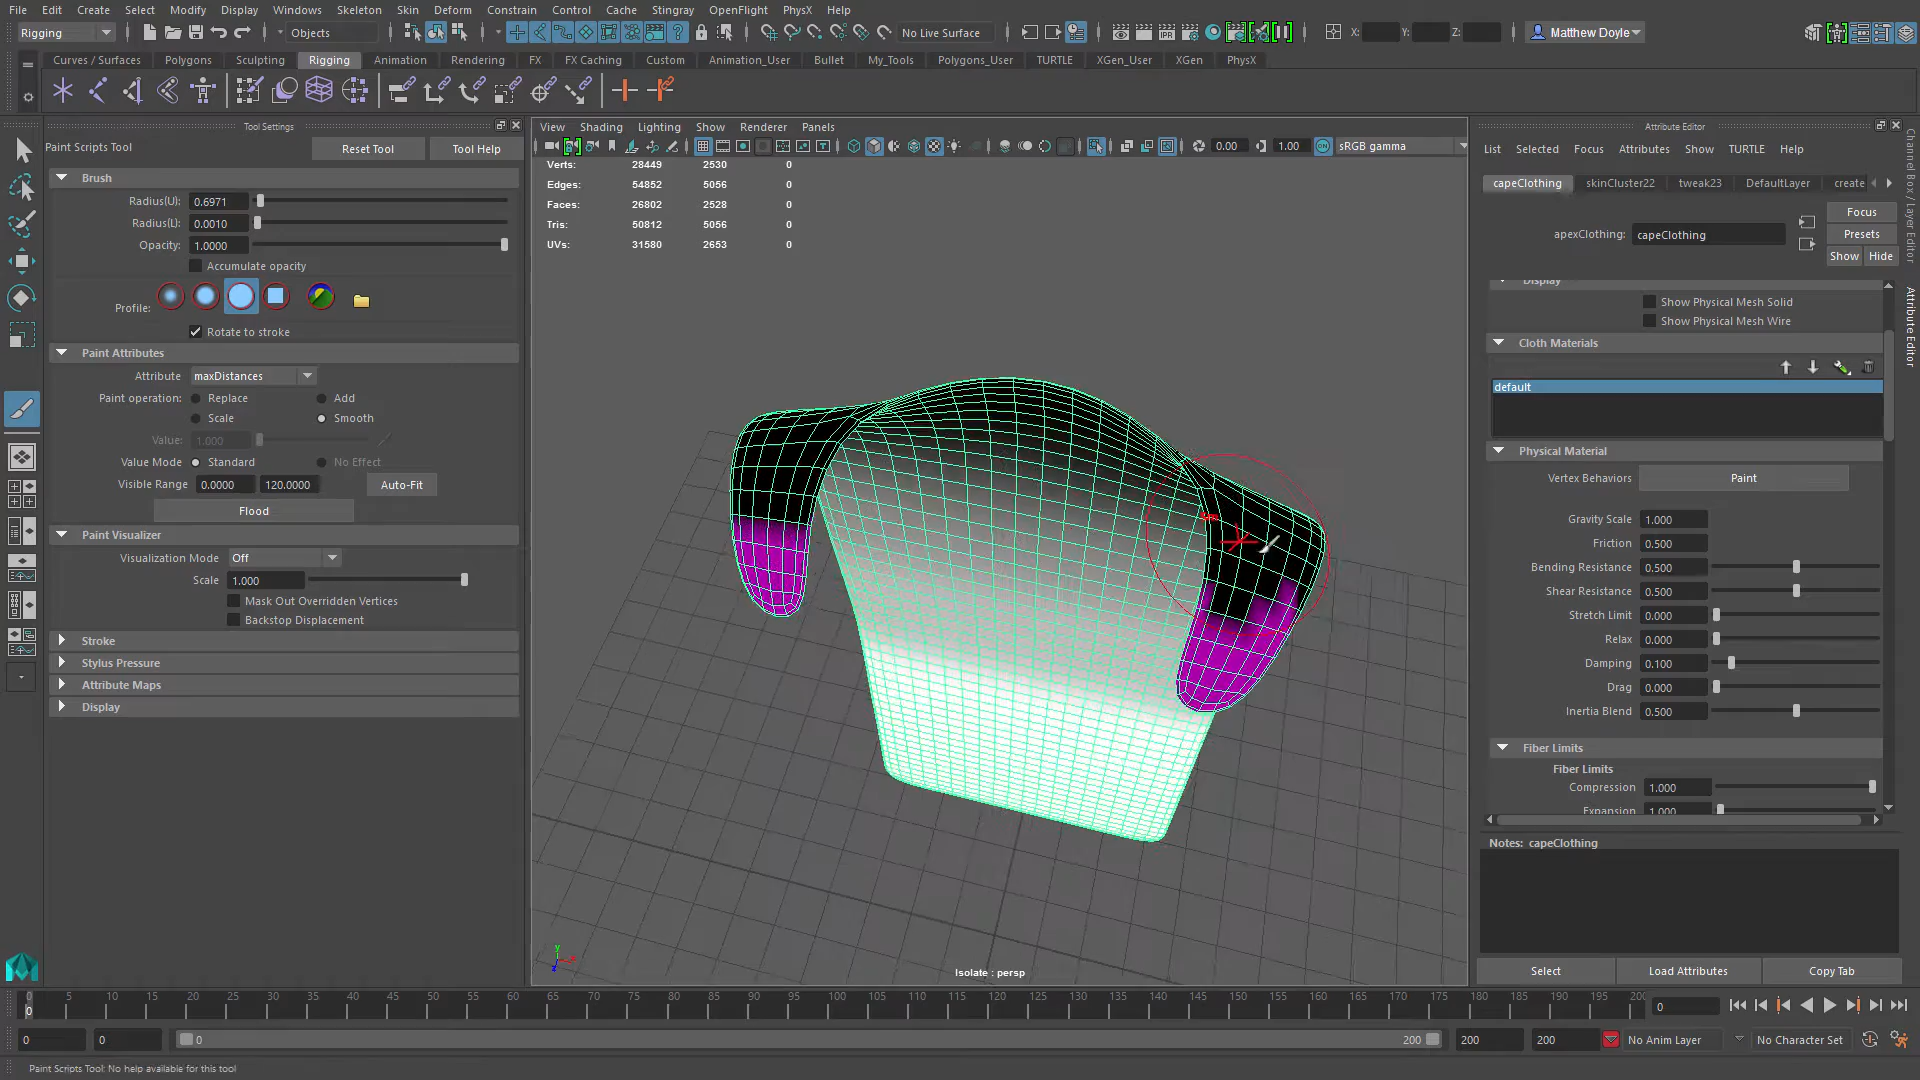 File Edit Create Select Modify Display Windows Skeleton Skin Deform Constrain Control Cache Stingray OpenFlight PhysX Help
Rigging Objects No Live Surface X: Y: Z: Matthew Doyle
Curves / Surfaces Polygons Sculpting Rigging Animation Rendering FX FX Caching Custom Animation_User Bullet My_Tools Polygons_User TURTLE XGen_User XGen PhysX
Tool Settings
Paint Scripts Tool Reset Tool Tool Help
Brush
Radius(U): 0.6971
Radius(L): 0.0010
Opacity: 1.0000
Accumulate opacity
Profile:
Rotate to stroke
Paint Attributes
Attribute maxDistances
Paint operation: Replace Add
Scale Smooth
Value: 1.000
Value Mode Standard No Effect
Visible Range 0.0000 120.0000 Auto-Fit
Flood
Paint Visualizer
Visualization Mode Off
Scale 1.000
Mask Out Overridden Vertices
Backstop Displacement
Stroke
Stylus Pressure
Attribute Maps
Display
View Shading Lighting Show Renderer Panels
0.00 1.00 sRGB gamma
Verts: 28449 2530 0
Edges: 54852 5056 0
Faces: 26802 2528 0
Tris: 50812 5056 0
UVs: 31580 2653 0
y
z
Isolate : persp
Attribute Editor
List Selected Focus Attributes Show TURTLE Help
capeClothing skinCluster22 tweak23 DefaultLayer create
Focus
apexClothing: capeClothing Presets
Show Hide
Display
Show Physical Mesh Solid
Show Physical Mesh Wire
Cloth Materials
default
Physical Material
Vertex Behaviors Paint
Gravity Scale 1.000
Friction 0.500
Bending Resistance 0.500
Shear Resistance 0.500
Stretch Limit 0.000
Relax 0.000
Damping 0.100
Drag 0.000
Inertia Blend 0.500
Fiber Limits
Fiber Limits
Compression 1.000
Expansion 1.000
Notes: capeClothing
Select Load Attributes Copy Tab
Channel Box / Layer Editor
Attribute Editor
0 5 10 15 20 25 30 35 40 45 50 55 60 65 70 75 80 85 90 95 100 105 110 115 120 125 130 135 140 145 150 155 160 165 170 175 180 185 190 195 200
0 0
0 0 0 200 200 200 No Anim Layer No Character Set
Paint Scripts Tool: No help available for this tool